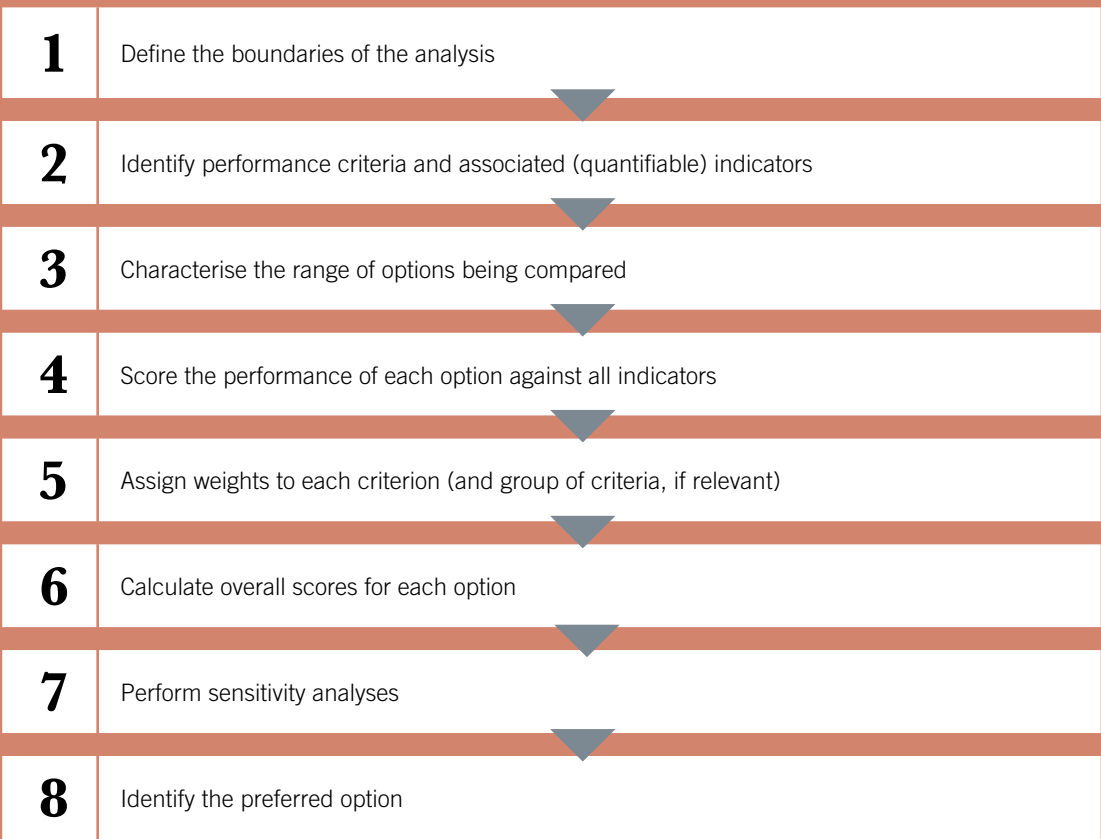 1 Define the boundaries of the analysis
2 Identify performance criteria and associated (quantifiable) indicators
3 Characterise the range of options being compared
4 Score the performance of each option against all indicators
5 Assign weights to each criterion (and group of criteria, if relevant)
6 Calculate overall scores for each option
7 Perform sensitivity analyses
8 Identify the preferred option